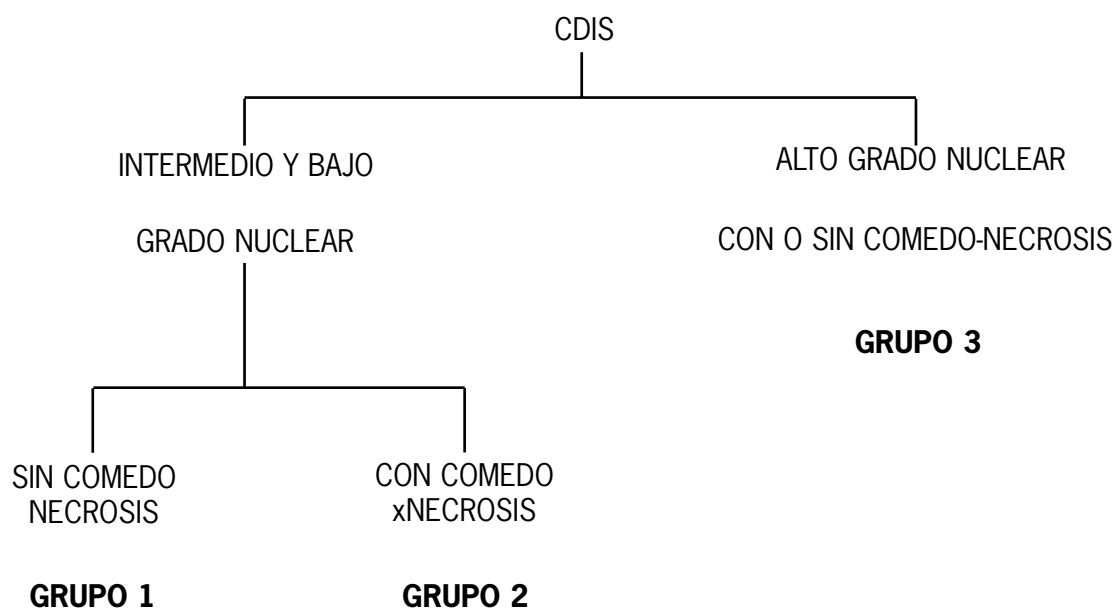 CDIS
INTERMEDIO Y BAJO
GRADO NUCLEAR
ALTO GRADO NUCLEAR
CON O SIN COMEDO-NECROSIS
GRUPO 3
SIN COMEDO
NECROSIS
GRUPO 1
CON COMEDO
xNECROSIS
GRUPO 2